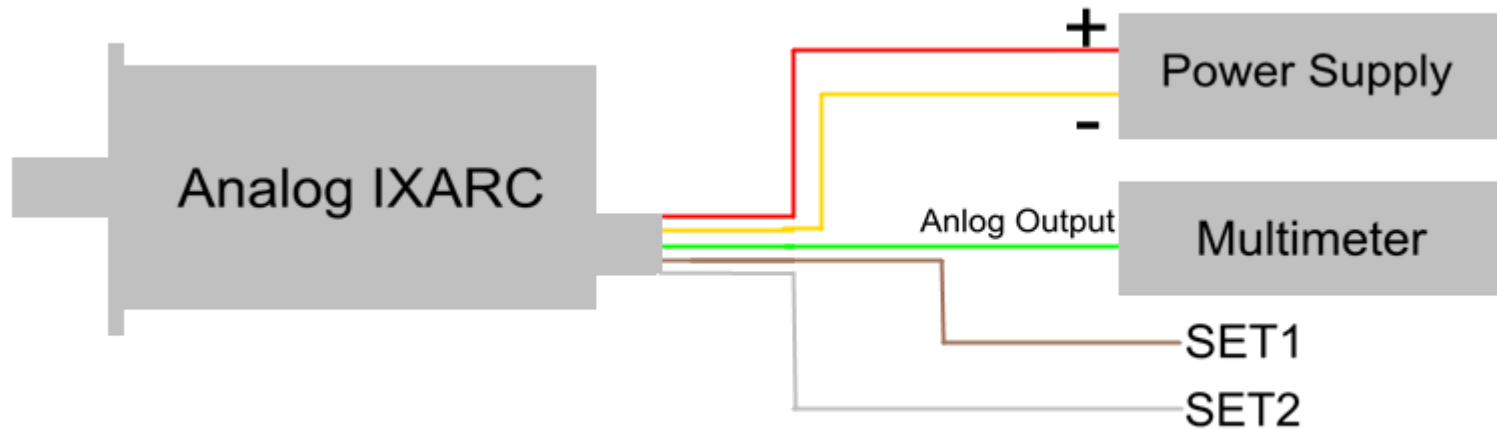 +
Power Supply
-
Analog IXARC
Anlog Output
Multimeter
SET1
SET2